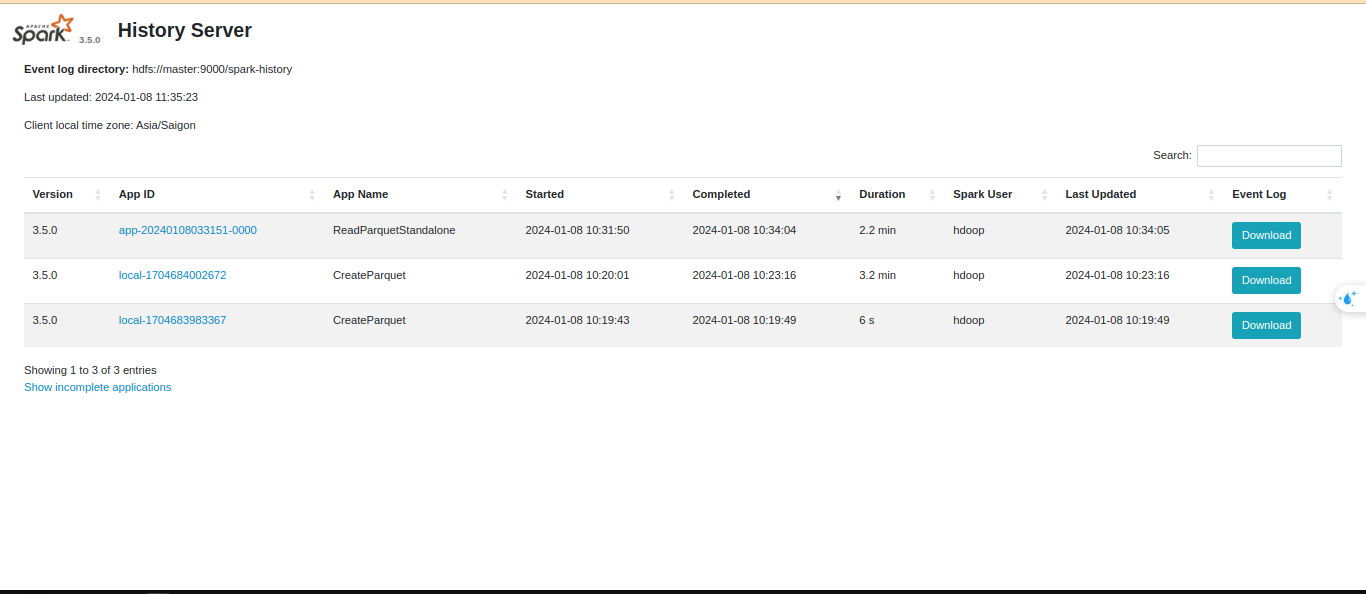 APACHE
Spark 3.5.0 History Server
Event log directory: hdfs://master:9000/spark-history
Last updated: 2024-01-08 11:35:23
Client local time zone: Asia/Saigon
Search:
Version App ID App Name Started Completed Duration Spark User Last Updated Event Log
3.5.0 app-20240108033151-0000 ReadParquetStandalone 2024-01-08 10:31:50 2024-01-08 10:34:04 2.2 min hdoop 2024-01-08 10:34:05 Download
3.5.0 local-1704684002672 CreateParquet 2024-01-08 10:20:01 2024-01-08 10:23:16 3.2 min hdoop 2024-01-08 10:23:16 Download
3.5.0 local-1704683983367 CreateParquet 2024-01-08 10:19:43 2024-01-08 10:19:49 6 s hdoop 2024-01-08 10:19:49 Download
Showing 1 to 3 of 3 entries
Show incomplete applications